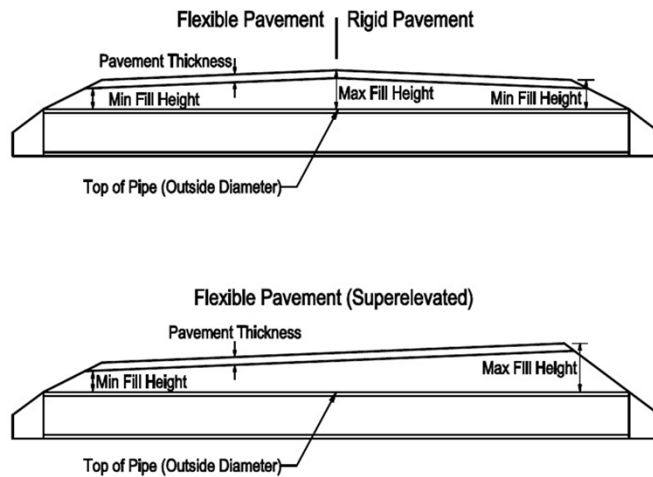 Flexible Pavement Rigid Pavement
Pavement Thickness
Min Fill Height
Max Fill Height
Min Fill Height
Top of Pipe (Outside Diameter)
Flexible Pavement (Superelevated)
Pavement Thickness
Min Fill Height
Max Fill Height
Top of Pipe (Outside Diameter)